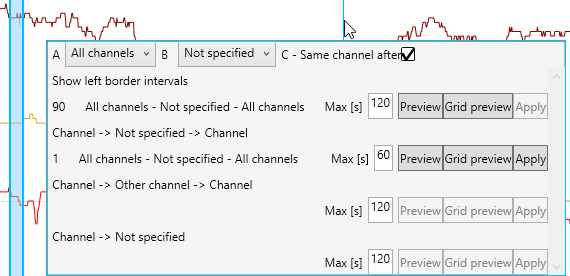 A All channels B Not specified C - Same channel after
Show left border intervals
90 All channels - Not specified - All channels Max [s] 120 Preview Grid preview Apply
Channel -> Not specified -> Channel
1 All channels - Not specified - All channels Max [s] 60 Preview Grid preview Apply
Channel -> Other channel -> Channel
Max [s] 120 Preview Grid preview Apply
Channel -> Not specified
Max [s] 120 Preview Grid preview Apply